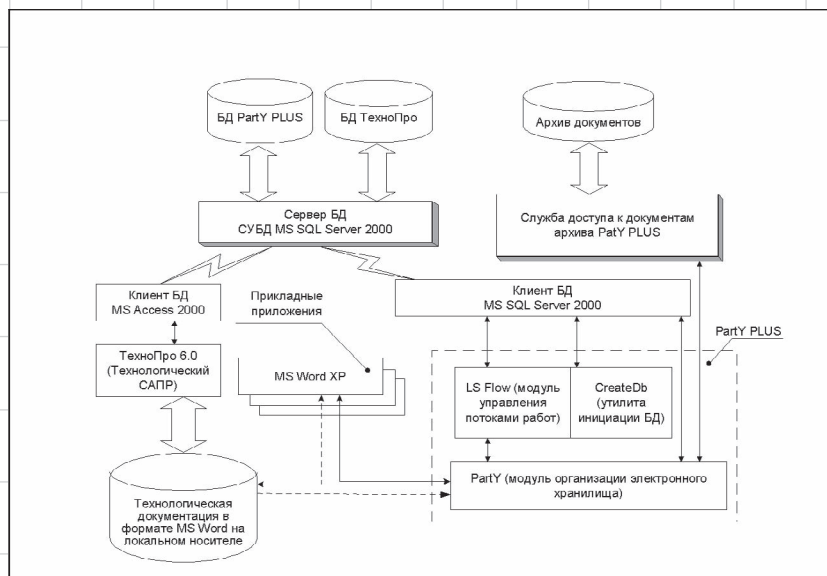 БД PartY PLUS
БД ТехноПро
Архив документов
Сервер БД
СУБД MS SQL Server 2000
Служба доступа к документам
архива PatY PLUS
Клиент БД
MS Access 2000
Прикладные
приложения
Клиент БД
MS SQL Server 2000
PartY PLUS
ТехноПро 6.0
(Технологический
САПР)
MS Word XP
LS Flow (модуль
управления
потоками работ)
CreateDb
(утилита
инициации БД)
PartY (модуль организации электронного
хранилища)
Технологическая
документация в
формате MS Word на
локальном носителе